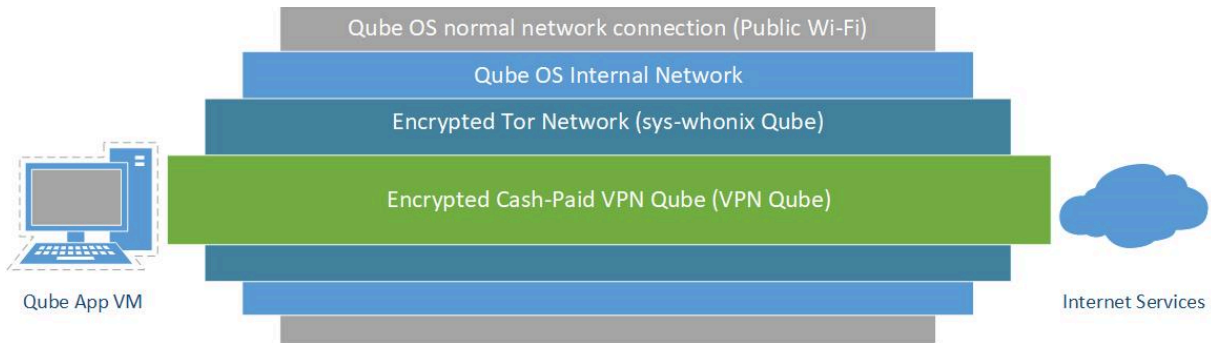 Qube OS normal network connection (Public Wi-Fi)
Qube OS Internal Network
Encrypted Tor Network (sys-whonix Qube)
Encrypted Cash-Paid VPN Qube (VPN Qube)
Qube App VM
Internet Services